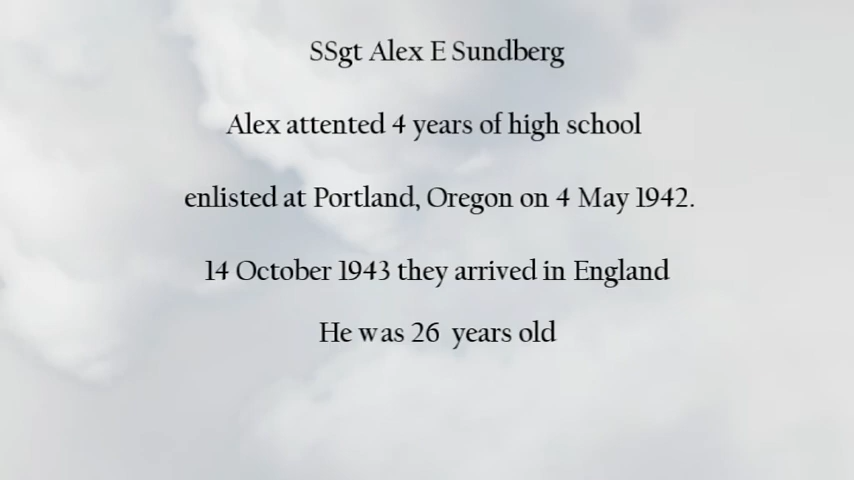 SSgt Alex E Sundberg
Alex attented 4 years of high school
enlisted at Portland, Oregon on 4 May 1942.
14 October 1943 they arrived in England
He was 26 years old